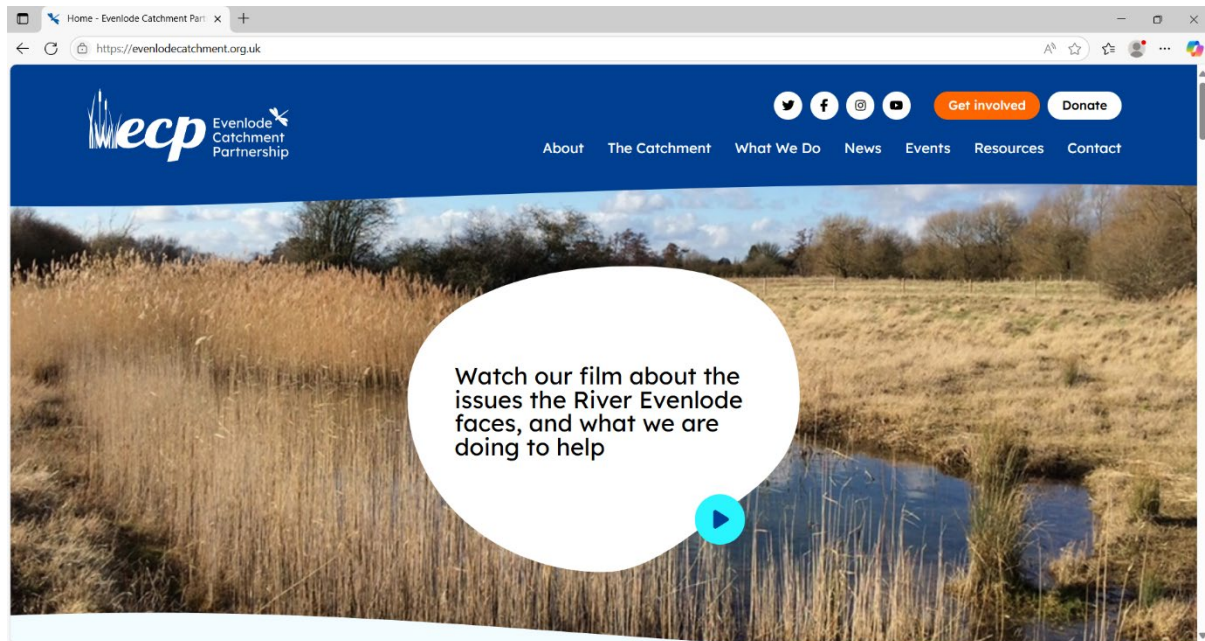 Home - Evenlode Catchment Part
https://evenlodecatchment.org.uk
ecp
Evenlode
Catchment
Partnership
Get involved
Donate
About
The Catchment
What We Do
News
Events
Resources
Contact
Watch our film about the
issues the River Evenlode
faces, and what we are
doing to help